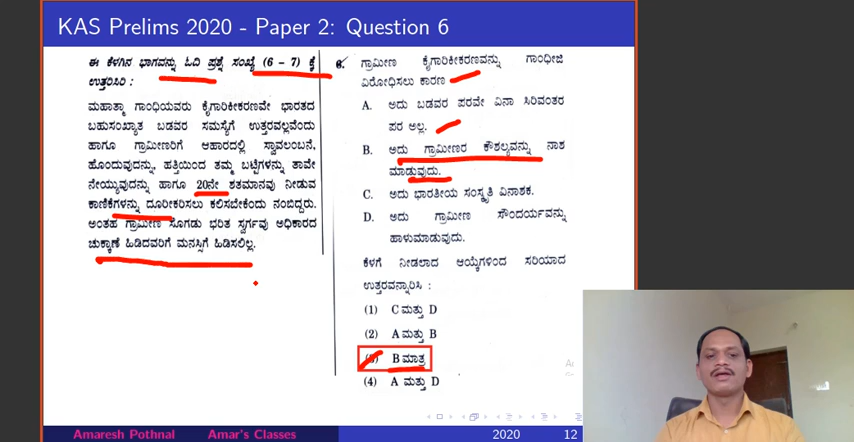 KAS Prelims 2020 - Paper 2: Question 6
ಈ ಕೆಳಗಿನ ಭಾಗವನ್ನು ಓದಿ ಪ್ರಶ್ನೆ ಸಂಖ್ಯೆ (6 – 7) ಕ್ಕೆ
ಉತ್ತರಿಸಿರಿ :
ಮಹಾತ್ಮಾ ಗಾಂಧಿಯವರು ಕೈಗಾರಿಕೀಕರಣವೇ ಭಾರತದ
ಬಹುಸಂಖ್ಯಾತ ಬಡವರ ಸಮಸ್ಯೆಗೆ ಉತ್ತರವಲ್ಲವೆಂದು
ಹಾಗೂ ಗ್ರಾಮೀಣರಿಗೆ ಆಹಾರದಲ್ಲಿ ಸ್ವಾವಲಂಬನೆ,
ಹೊಂದುವುದನ್ನು, ಹತ್ತಿಯಿಂದ ತಮ್ಮ ಬಟ್ಟೆಗಳನ್ನು ತಾವೇ
ನೇಯ್ಯುವುದನ್ನು ಹಾಗೂ 20ನೇ ಶತಮಾನವು ನೀಡುವ
ಕಾಣಿಕೆಗಳನ್ನು ದೂರೀಕರಿಸಲು ಕಲಿಸಬೇಕೆಂದು ನಂಬಿದ್ದರು.
ಅಂತಹ ಗ್ರಾಮೀಣ ಸೊಗಡು ಭರಿತ ಸ್ವರ್ಗವು ಅಧಿಕಾರದ
ಚುಕ್ಕಾಣಿ ಹಿಡಿದವರಿಗೆ ಮನಸ್ಸಿಗೆ ಹಿಡಿಸಲಿಲ್ಲ.
6. ಗ್ರಾಮೀಣ ಕೈಗಾರಿಕೀಕರಣವನ್ನು ಗಾಂಧೀಜಿ
ವಿರೋಧಿಸಲು ಕಾರಣ
A. ಅದು ಬಡವರ ಪರವೇ ವಿನಾ ಸಿರಿವಂತರ
ಪರ ಅಲ್ಲ.
B. ಅದು ಗ್ರಾಮೀಣರ ಕೌಶಲ್ಯವನ್ನು ನಾಶ
ಮಾಡುವುದು.
C. ಅದು ಭಾರತೀಯ ಸಂಸ್ಕೃತಿ ವಿನಾಶಕ.
D. ಅದು ಗ್ರಾಮೀಣ ಸೌಂದರ್ಯವನ್ನು
ಹಾಳುಮಾಡುವುದು.
ಕೆಳಗೆ ನೀಡಲಾದ ಆಯ್ಕೆಗಳಿಂದ ಸರಿಯಾದ
ಉತ್ತರವನ್ನಾರಿಸಿ :
(1) C ಮತ್ತು D
(2) A ಮತ್ತು B
(3) B ಮಾತ್ರ
(4) A ಮತ್ತು D
Amaresh Pothnal Amar's Classes 2020 12